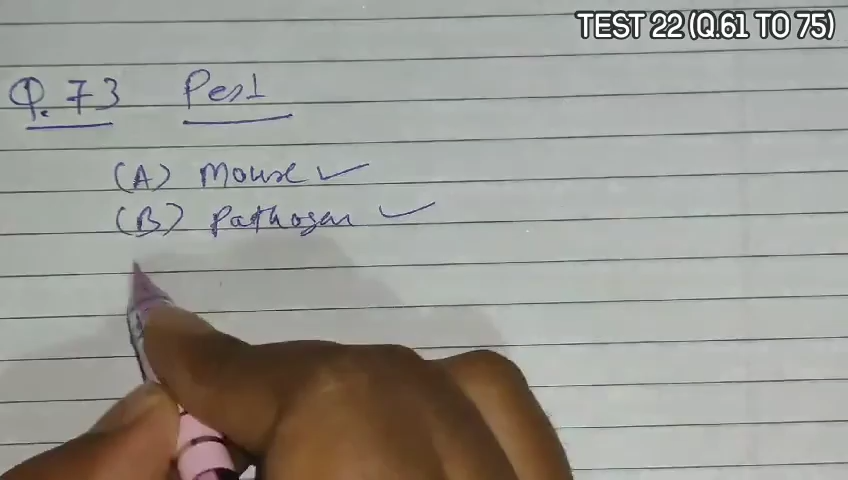 TEST 22 (Q.61 TO 75)
Q. 73 Pest
(A) Mouse ✓
(B) Pathogen ✓